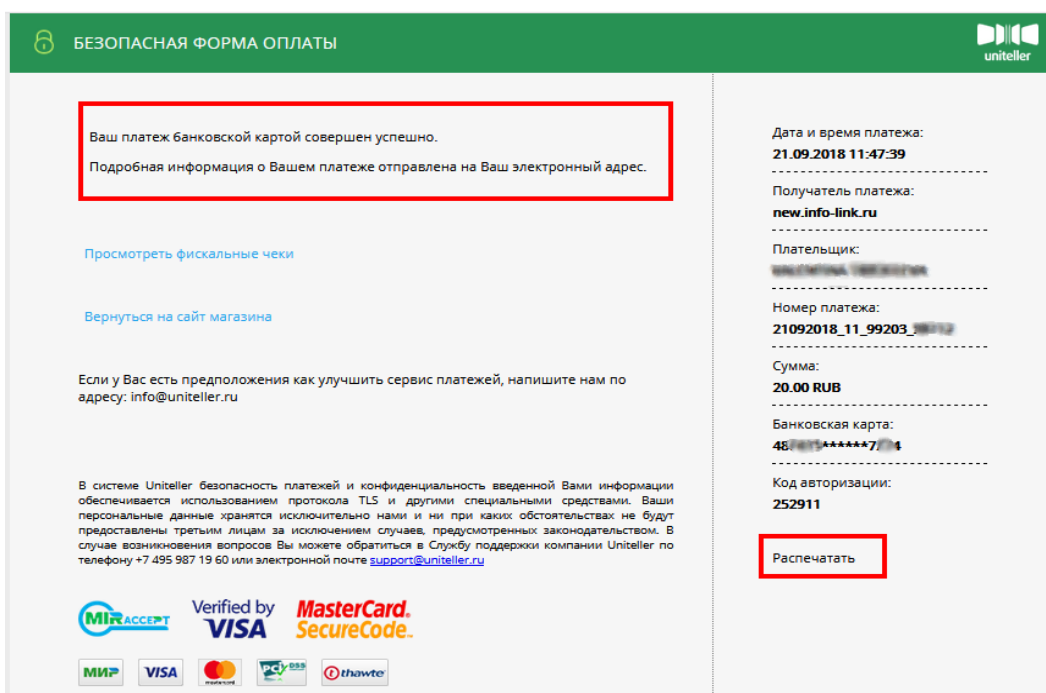 БЕЗОПАСНАЯ ФОРМА ОПЛАТЫ
uniteller
Ваш платеж банковской картой совершен успешно.
Подробная информация о Вашем платеже отправлена на Ваш электронный адрес.
Просмотреть фискальные чеки
Вернуться на сайт магазина
Если у Вас есть предположения как улучшить сервис платежей, напишите нам по
адресу: info@uniteller.ru
В системе Uniteller безопасность платежей и конфиденциальность введенной Вами информации
обеспечивается использованием протокола TLS и другими специальными средствами. Ваши
персональные данные хранятся исключительно нами и ни при каких обстоятельствах не будут
предоставлены третьим лицам за исключением случаев, предусмотренных законодательством. В
случае возникновения вопросов Вы можете обратиться в Службу поддержки компании Uniteller по
телефону +7 495 987 19 60 или электронной почте support@uniteller.ru
MIR ACCEPT
Verified by
VISA
MasterCard.
SecureCode.
МИР
VISA
mastercard
PCI DSS
thawte
Дата и время платежа:
21.09.2018 11:47:39
Получатель платежа:
new.info-link.ru
Плательщик:
Номер платежа:
21092018_11_99203_
Сумма:
20.00 RUB
Банковская карта:
Код авторизации:
252911
Распечатать